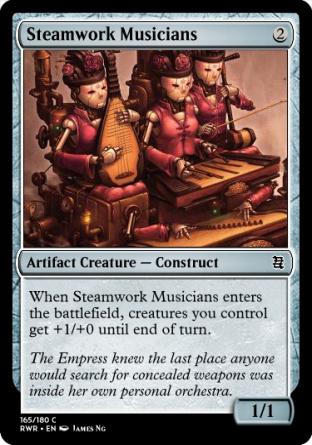 Steamwork Musicians 2
Artifact Creature — Construct
When Steamwork Musicians enters
the battlefield, creatures you control
get +1/+0 until end of turn.
The Empress knew the last place anyone
would search for concealed weapons was
inside her own personal orchestra.
1/1
165/180 C
RWR • EN James Ng